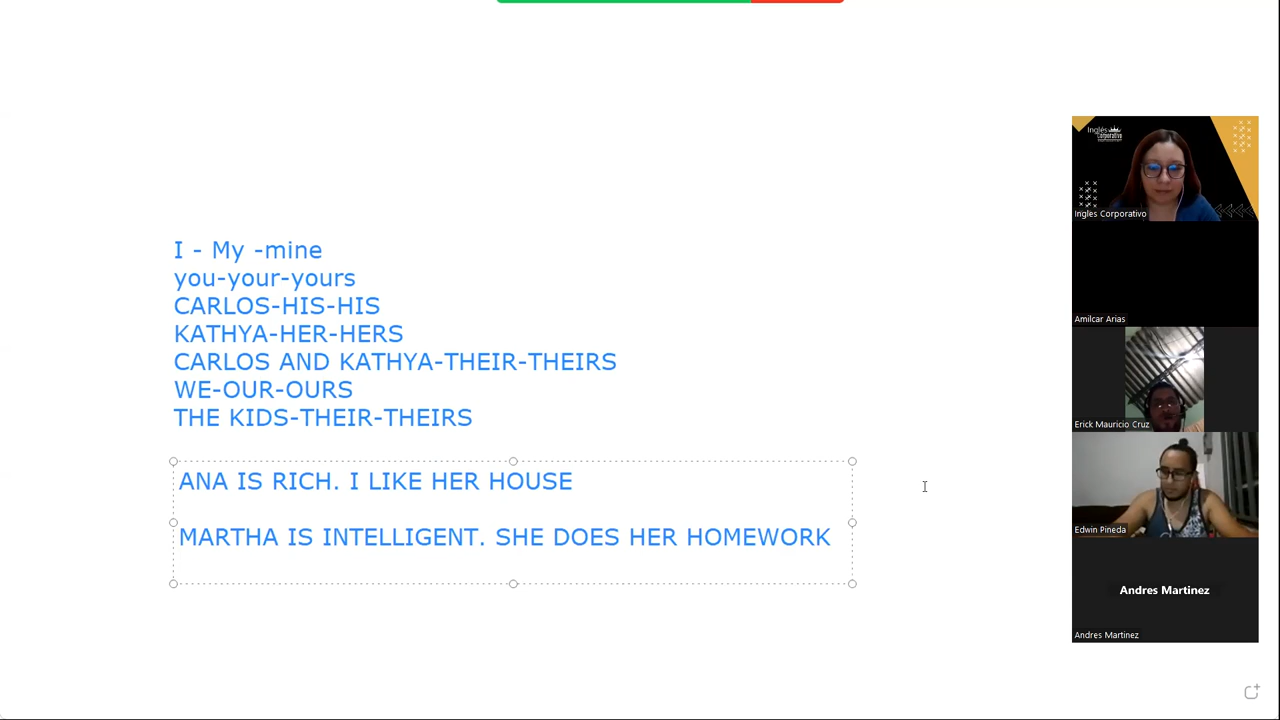 I - My -mine
you-your-yours
CARLOS-HIS-HIS
KATHYA-HER-HERS
CARLOS AND KATHYA-THEIR-THEIRS
WE-OUR-OURS
THE KIDS-THEIR-THEIRS
ANA IS RICH. I LIKE HER HOUSE
MARTHA IS INTELLIGENT. SHE DOES HER HOMEWORK
Inglés
Corporativo
Ingles Corporativo
Amilcar Arias
Erick Mauricio Cruz
Edwin Pineda
Andres Martinez
Andres Martinez